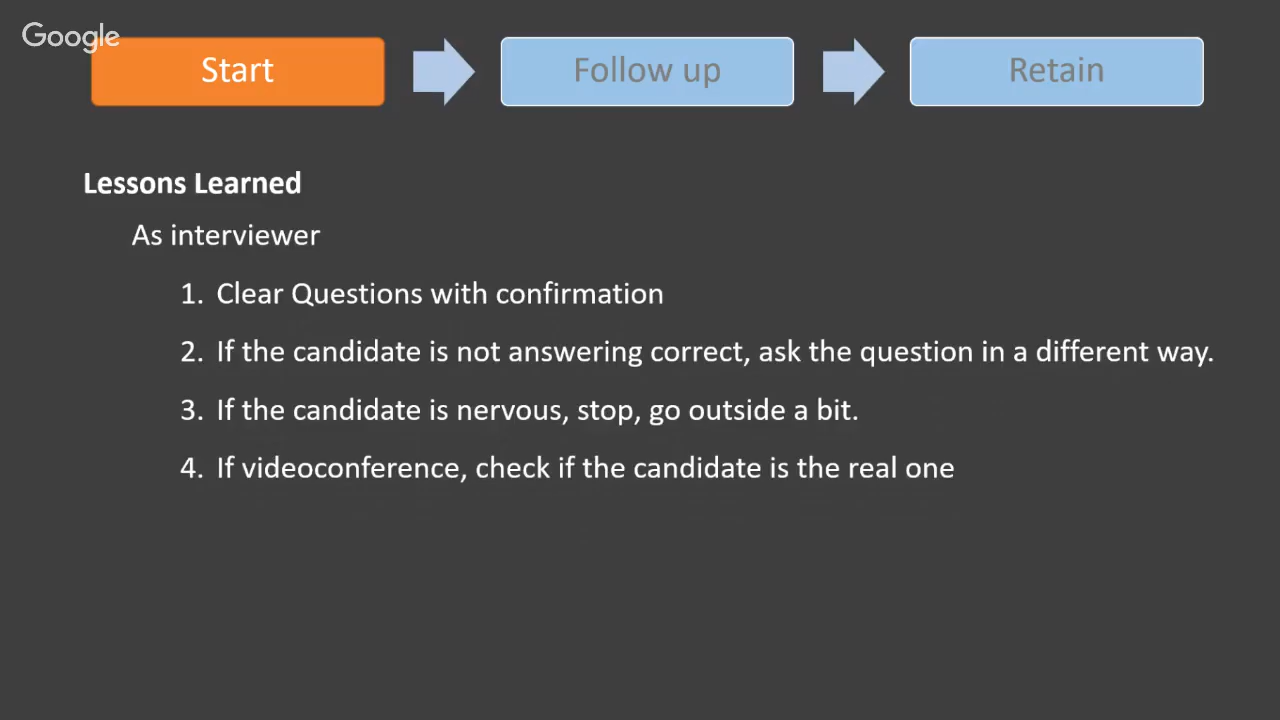 Google
Start
Follow up
Retain
Lessons Learned
As interviewer
1. Clear Questions with confirmation
2. If the candidate is not answering correct, ask the question in a different way.
3. If the candidate is nervous, stop, go outside a bit.
4. If videoconference, check if the candidate is the real one